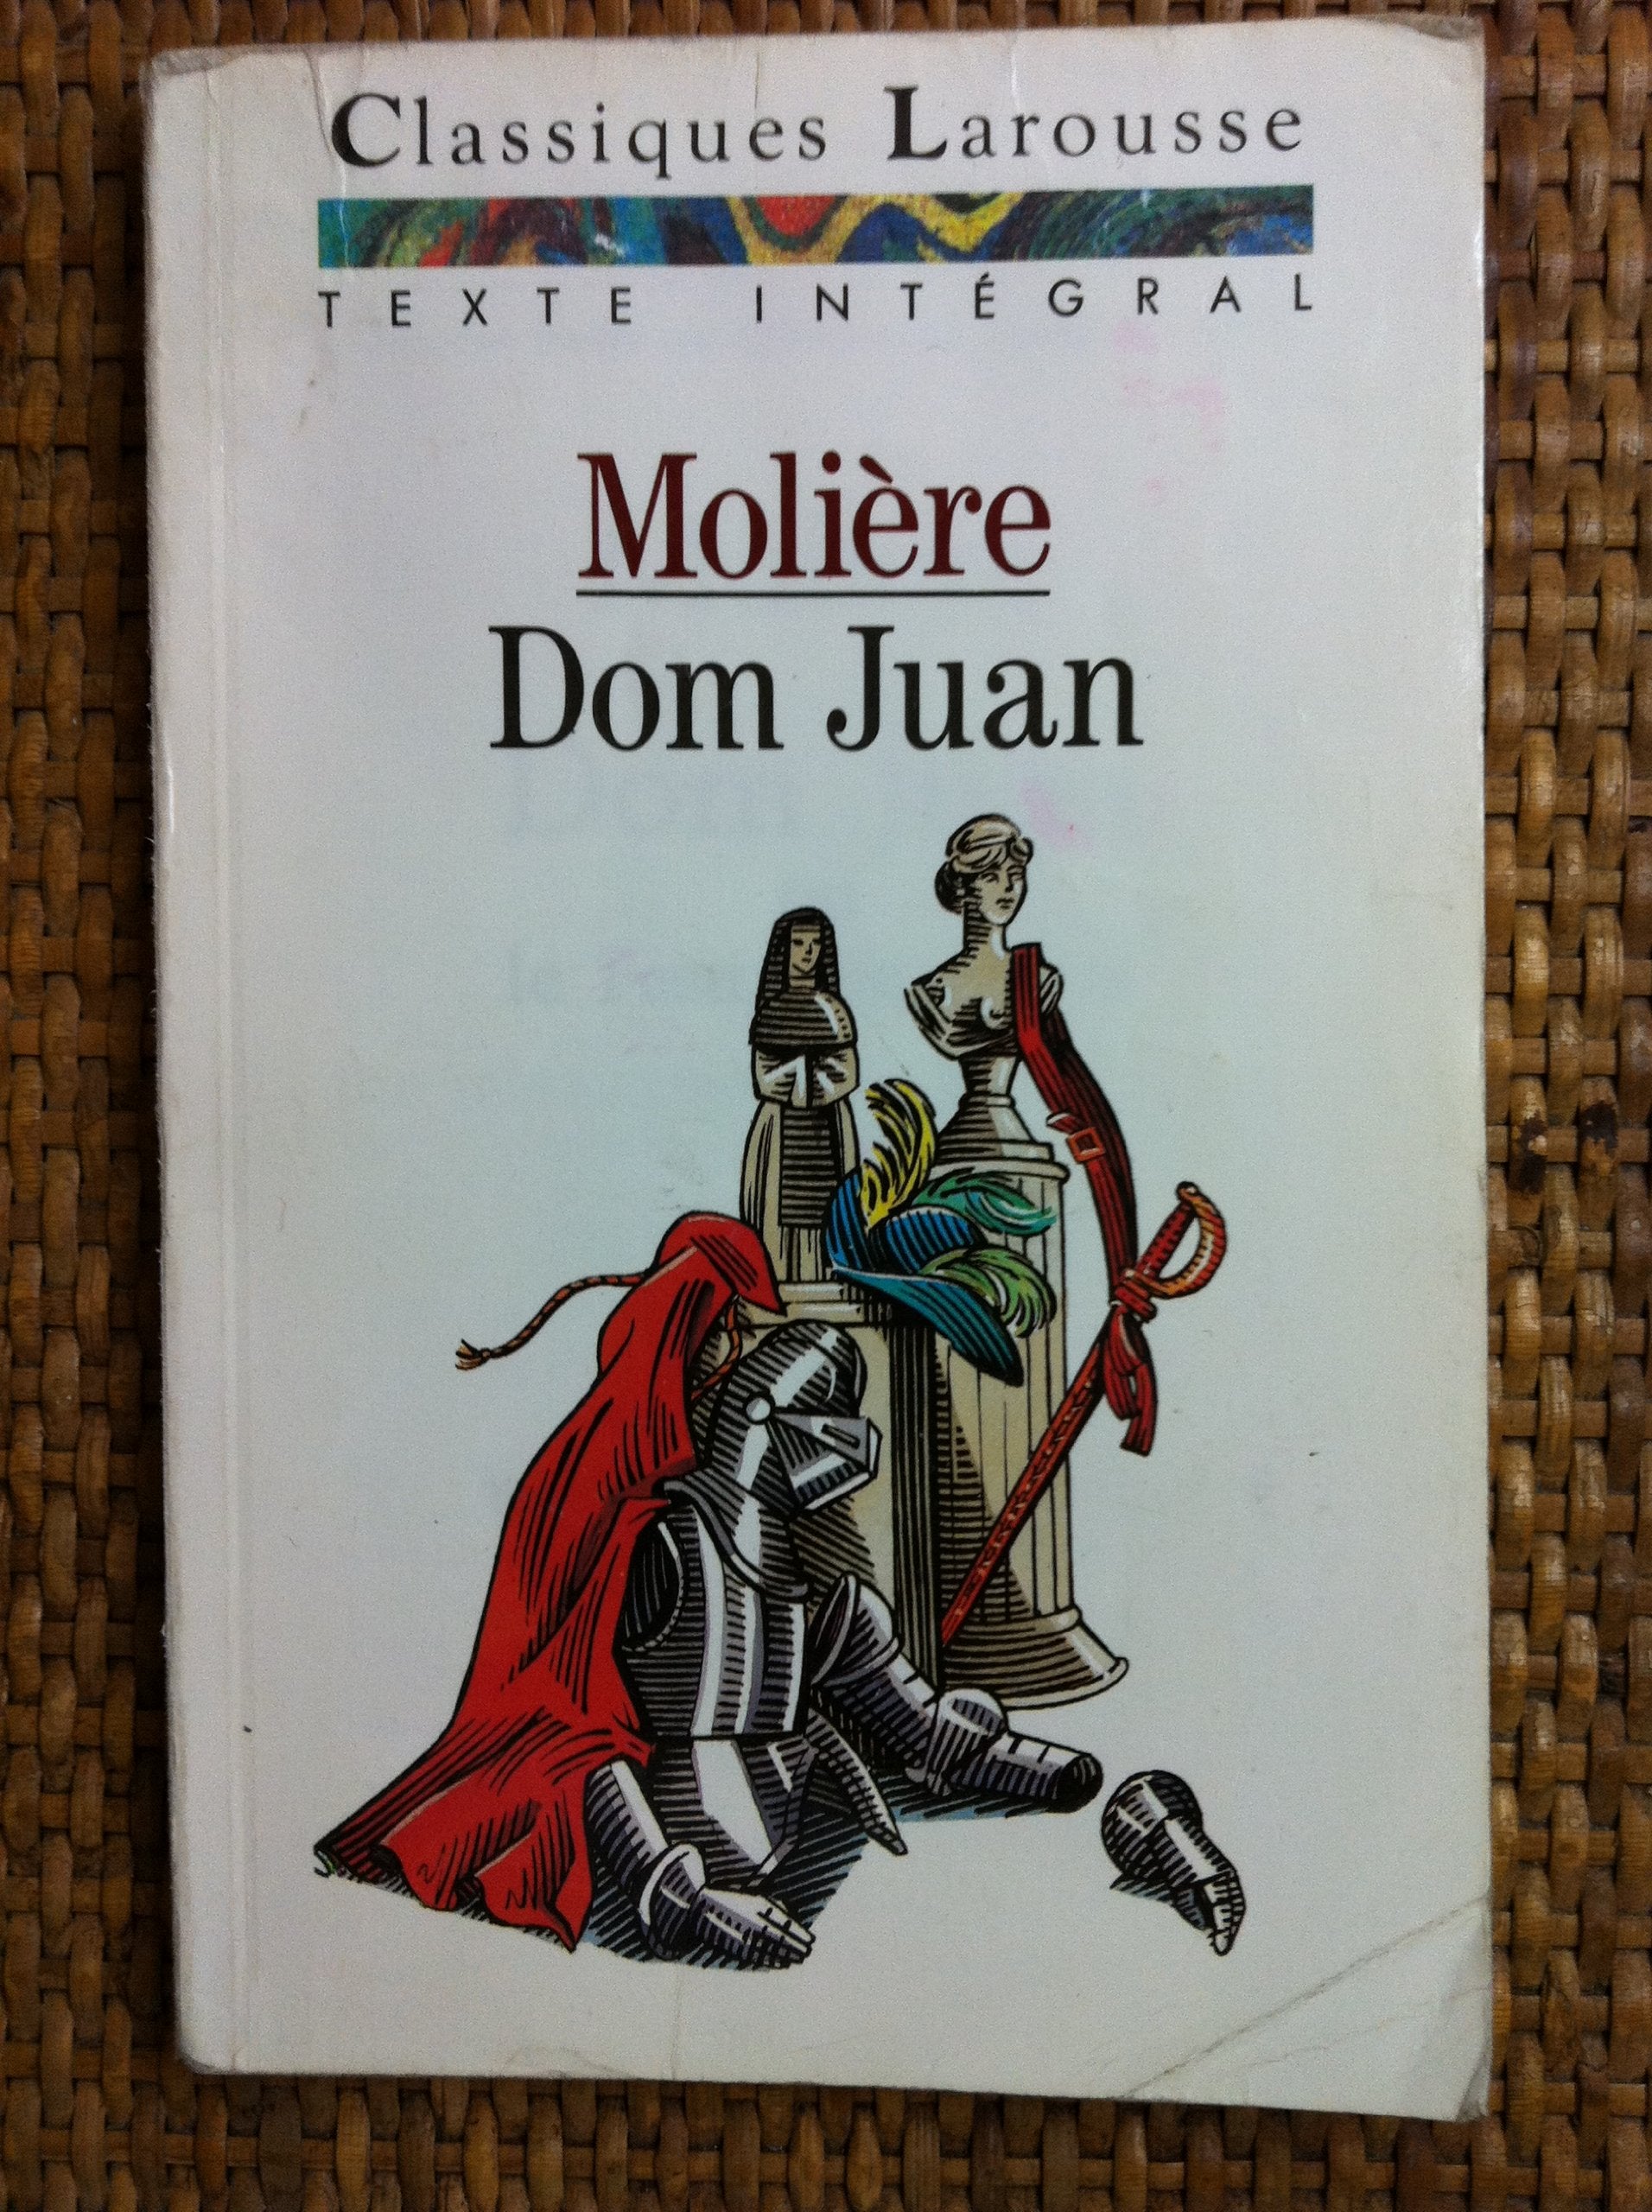 Classiques Larousse
TEXTE INTÉGRAL
Molière
Dom Juan